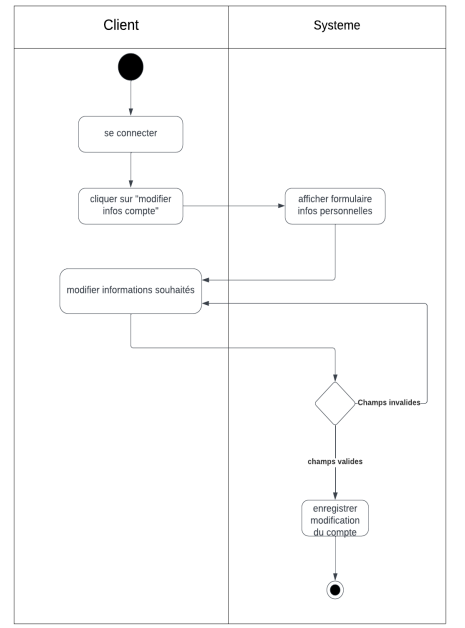 Client
Systeme
se connecter
cliquer sur "modifier
infos compte"
afficher formulaire
infos personnelles
modifier informations souhaités
Champs invalides
champs valides
enregistrer
modification
du compte